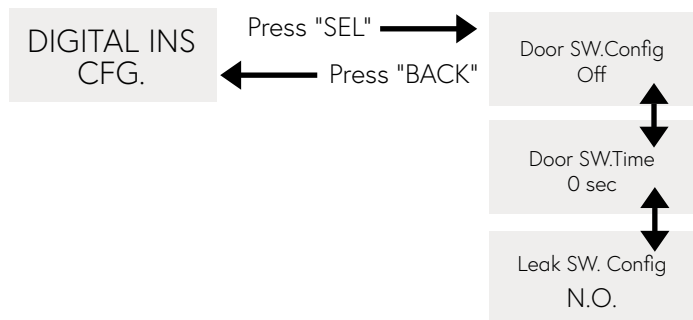 DIGITAL INS
CFG.
Press "SEL"
Press "BACK"
Door SW.Config
Off
Door SW.Time
0 sec
Leak SW. Config
N.O.